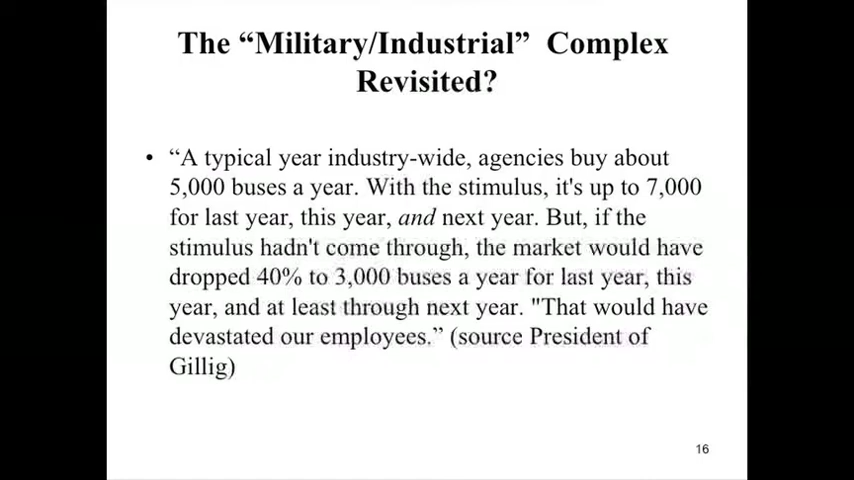 The “Military/Industrial” Complex
Revisited?
• “A typical year industry-wide, agencies buy about
5,000 buses a year. With the stimulus, it's up to 7,000
for last year, this year, and next year. But, if the
stimulus hadn't come through, the market would have
dropped 40% to 3,000 buses a year for last year, this
year, and at least through next year. "That would have
devastated our employees.” (source President of
Gillig)
16